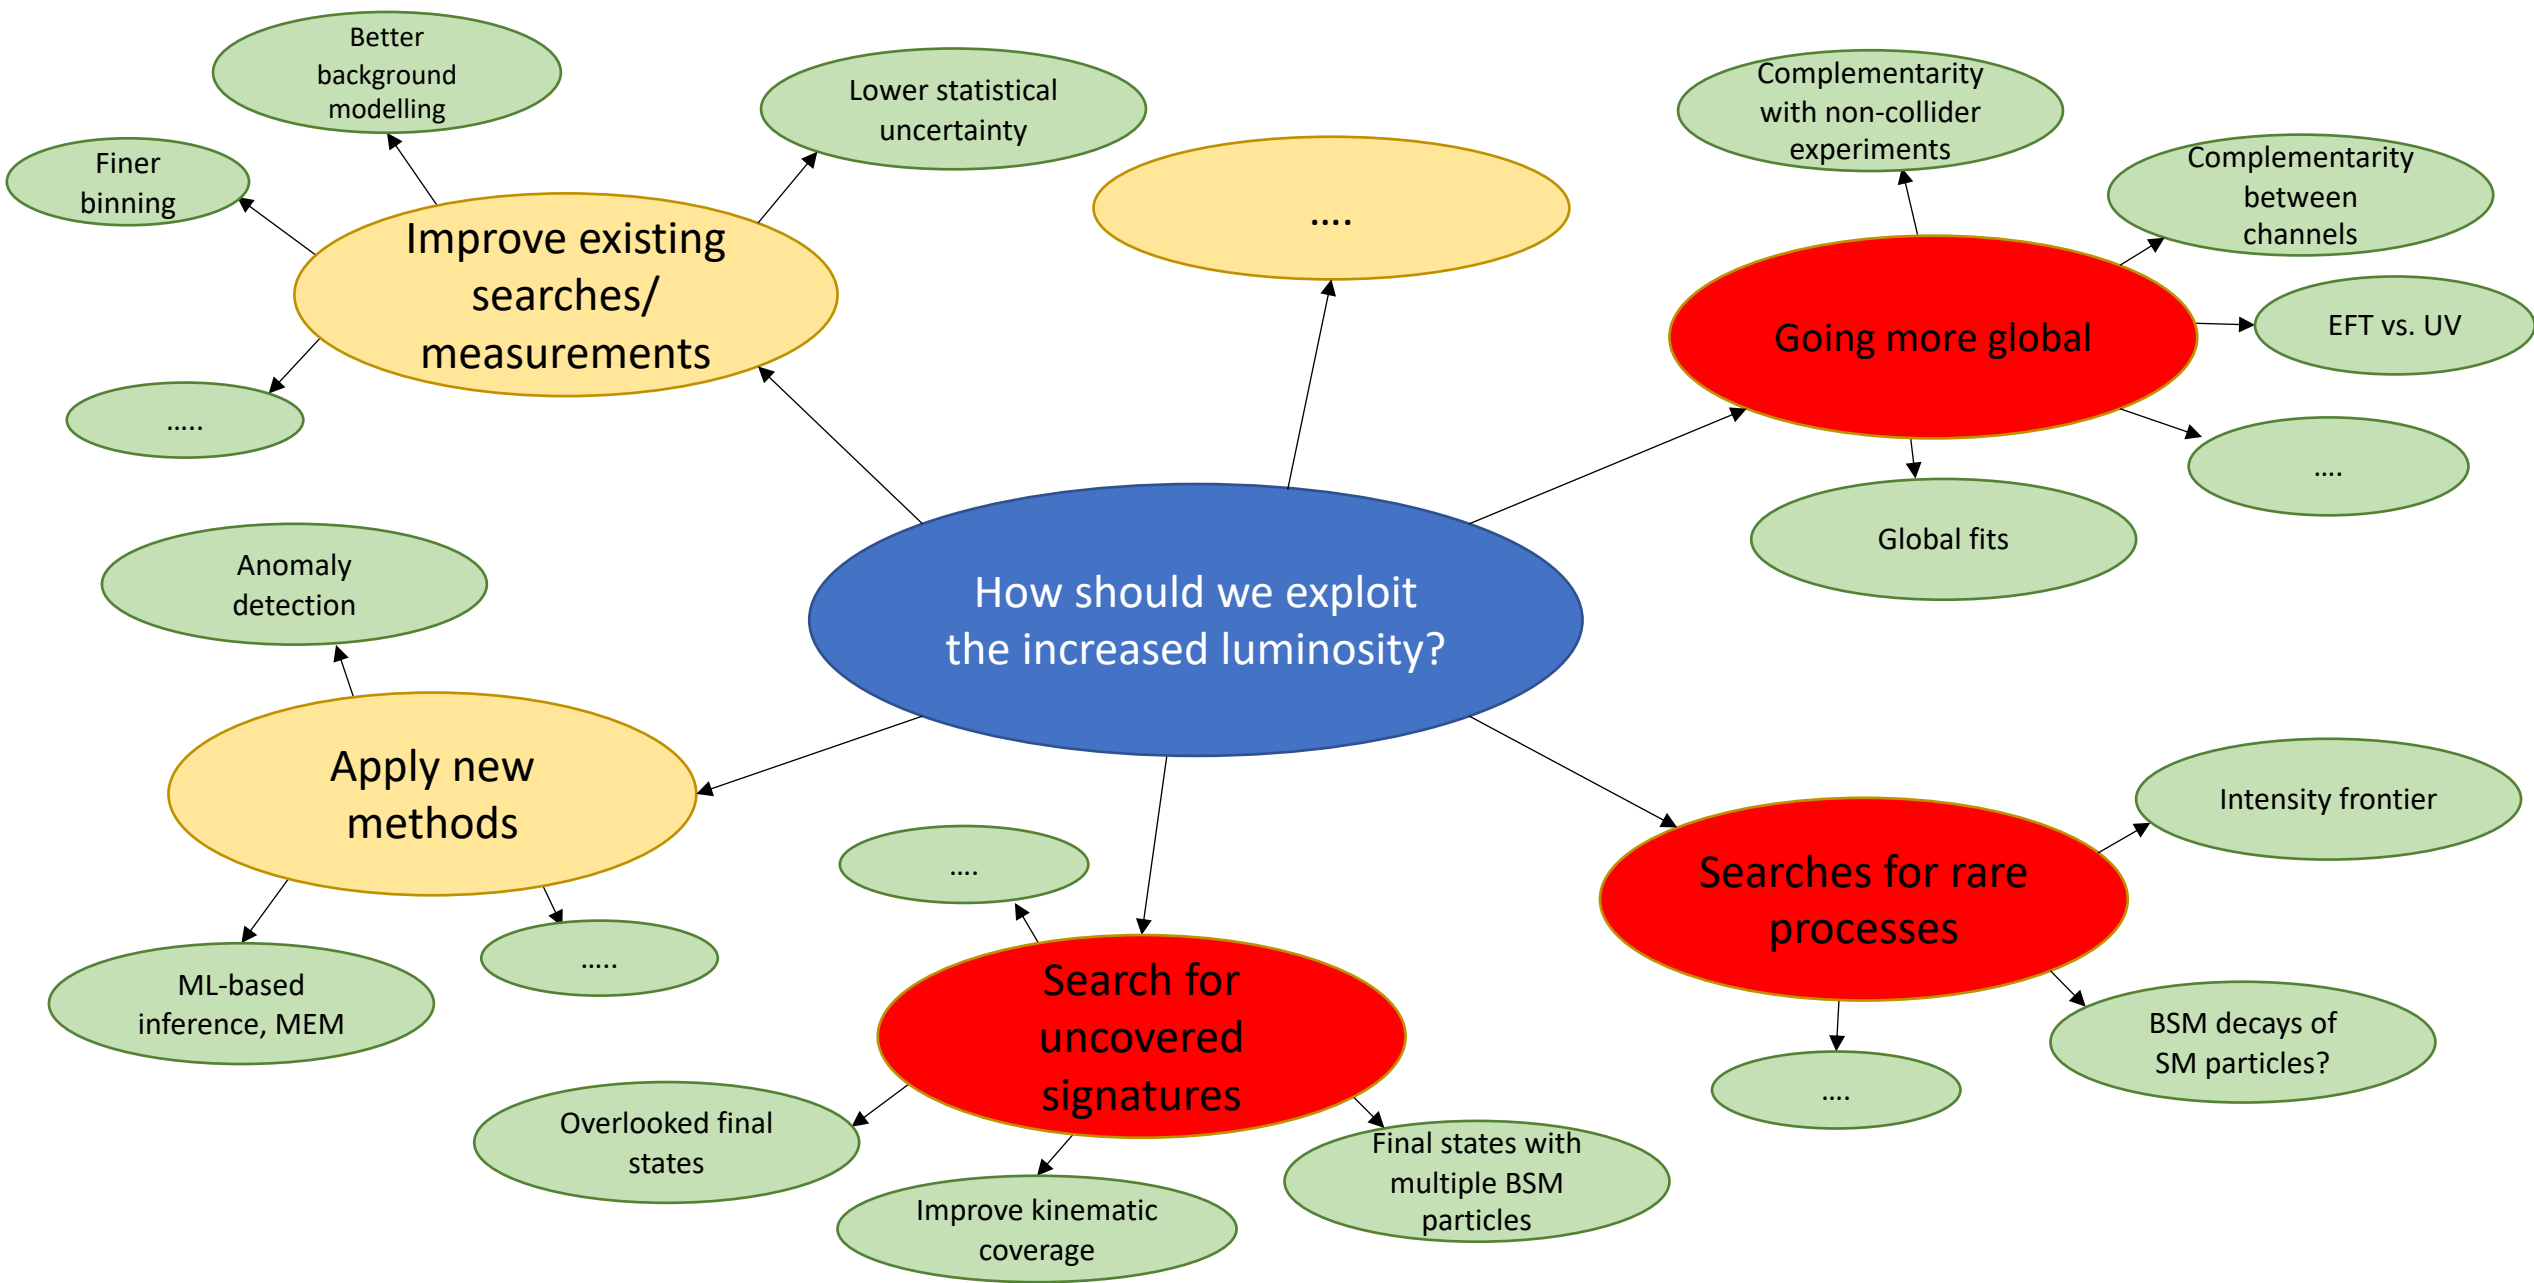 Better
background
modelling
Lower statistical
uncertainty
Finer
binning
Improve existing
searches/
measurements
.....
....
Complementarity
with non-collider
experiments
Complementarity
between
channels
Going more global
EFT vs. UV
....
Global fits
How should we exploit
the increased luminosity?
Anomaly
detection
Apply new
methods
ML-based
inference, MEM
.....
....
Search for
uncovered
signatures
Overlooked final
states
Improve kinematic
coverage
Final states with
multiple BSM
particles
Searches for rare
processes
Intensity frontier
BSM decays of
SM particles?
....